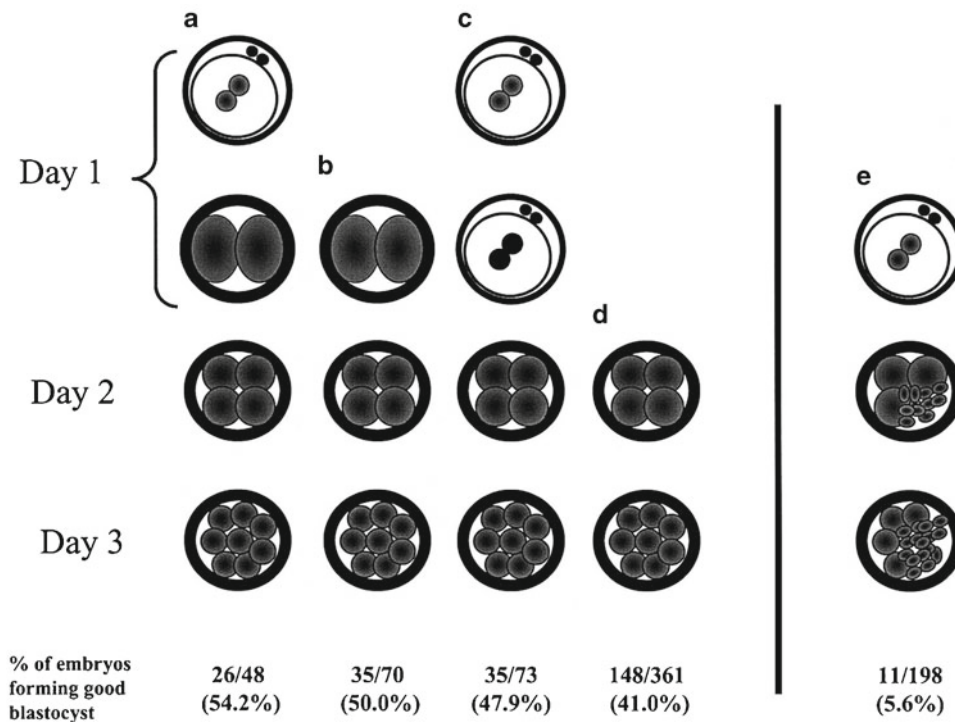 a
c
Day 1
b
e
d
Day 2
Day 3
% of embryos
forming good
blastocyst
26/48
(54.2%)
35/70
(50.0%)
35/73
(47.9%)
148/361
(41.0%)
11/198
(5.6%)